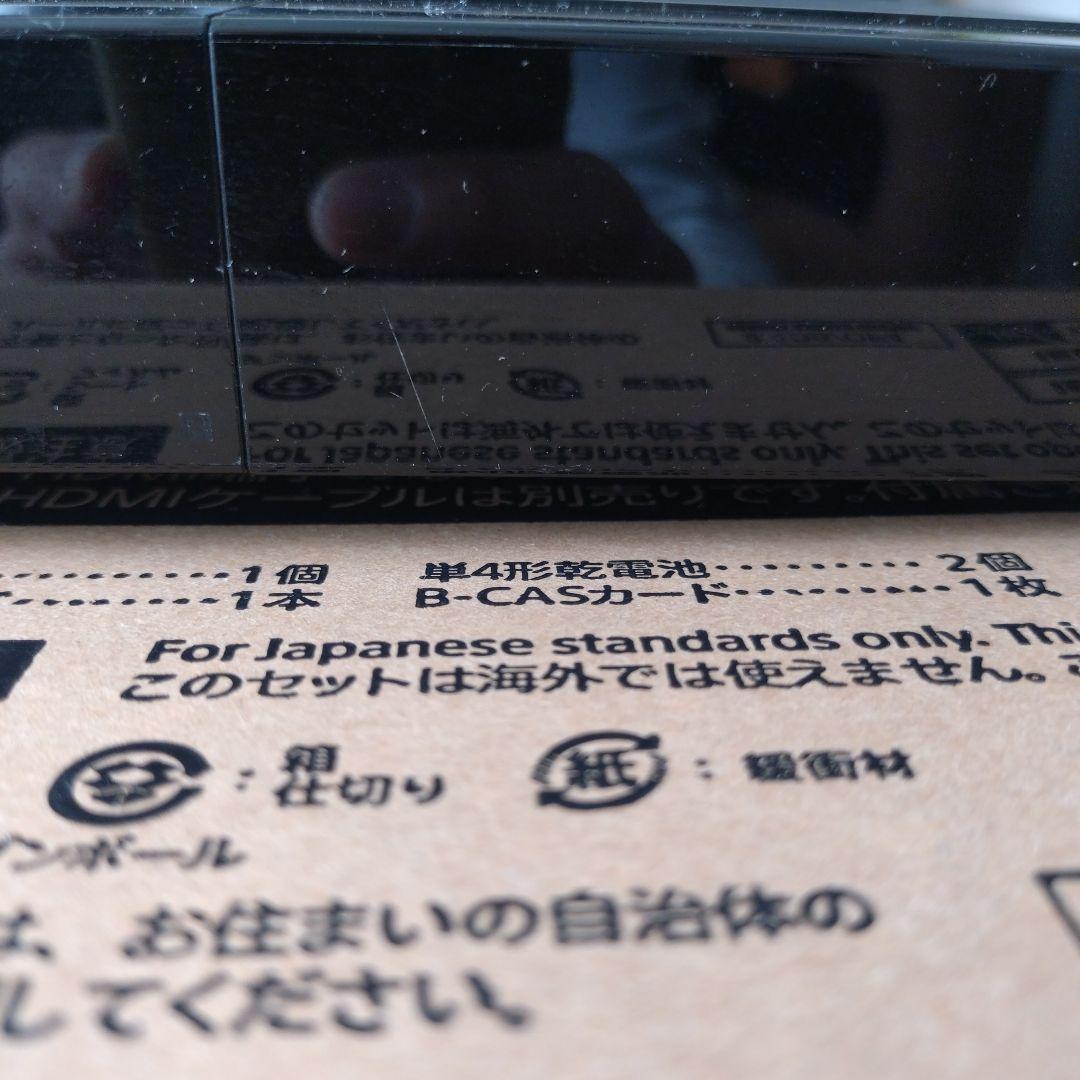 HDMIケーブルは別売りです。付属
1個
単4形乾電池 2個
1本
B-CASカード 1枚
For Japanese standards only. Thi
このセットは海外では使えません。
: 箱
仕切り
紙 : 緩衝材
ンボール
は、お住まいの自治体の
してください。